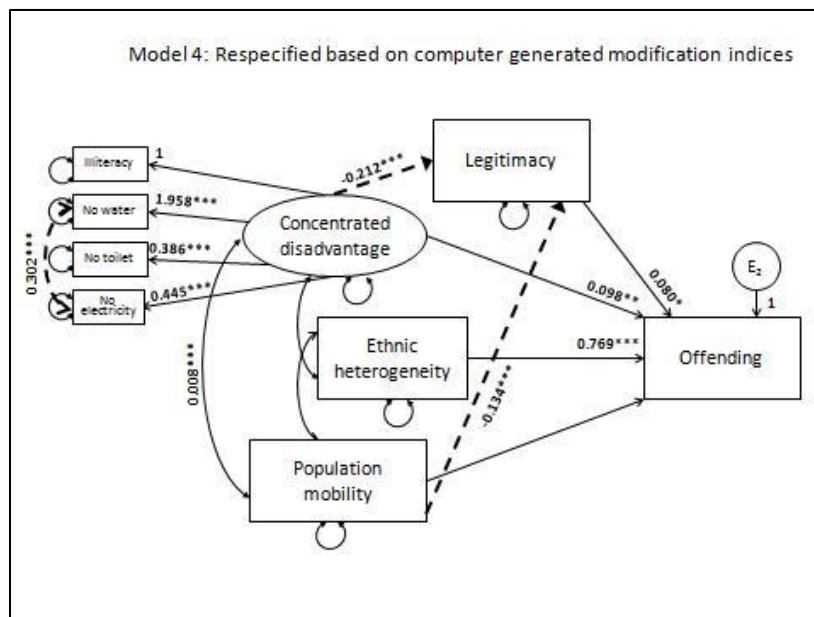 Model 4: Respecified based on computer generated modification indices
Illiteracy
1
No water
1.958***
No toilet
0.386***
No
electricity
0.445***
0.302***
Concentrated
disadvantage
-0.212***
Legitimacy
0.098**
0.080*
E₂
1
Ethnic
heterogeneity
0.769***
Offending
0.008***
-0.134***
Population
mobility